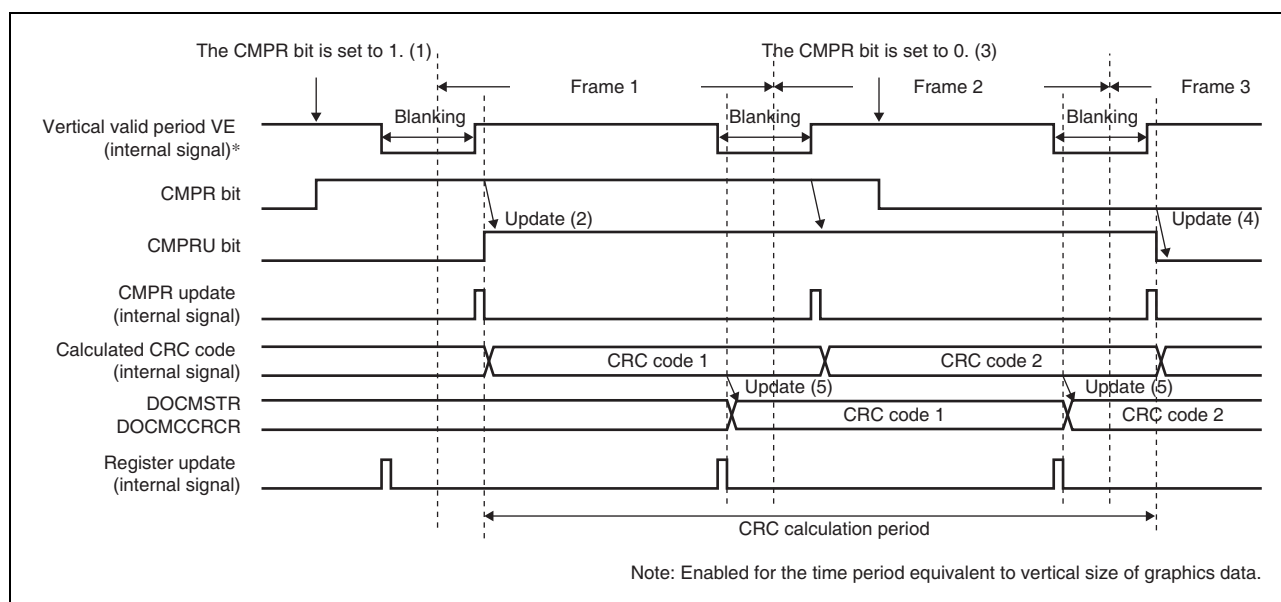 The CMPR bit is set to 1. (1)
The CMPR bit is set to 0. (3)
Frame 1
Frame 2
Frame 3
Vertical valid period VE
(internal signal)*
Blanking
Blanking
Blanking
CMPR bit
Update (2)
Update (4)
CMPRU bit
CMPR update
(internal signal)
Calculated CRC code
(internal signal)
CRC code 1
CRC code 2
Update (5)
Update (5)
DOCMSTR
DOCMCCRCR
CRC code 1
CRC code 2
Register update
(internal signal)
CRC calculation period
Note: Enabled for the time period equivalent to vertical size of graphics data.